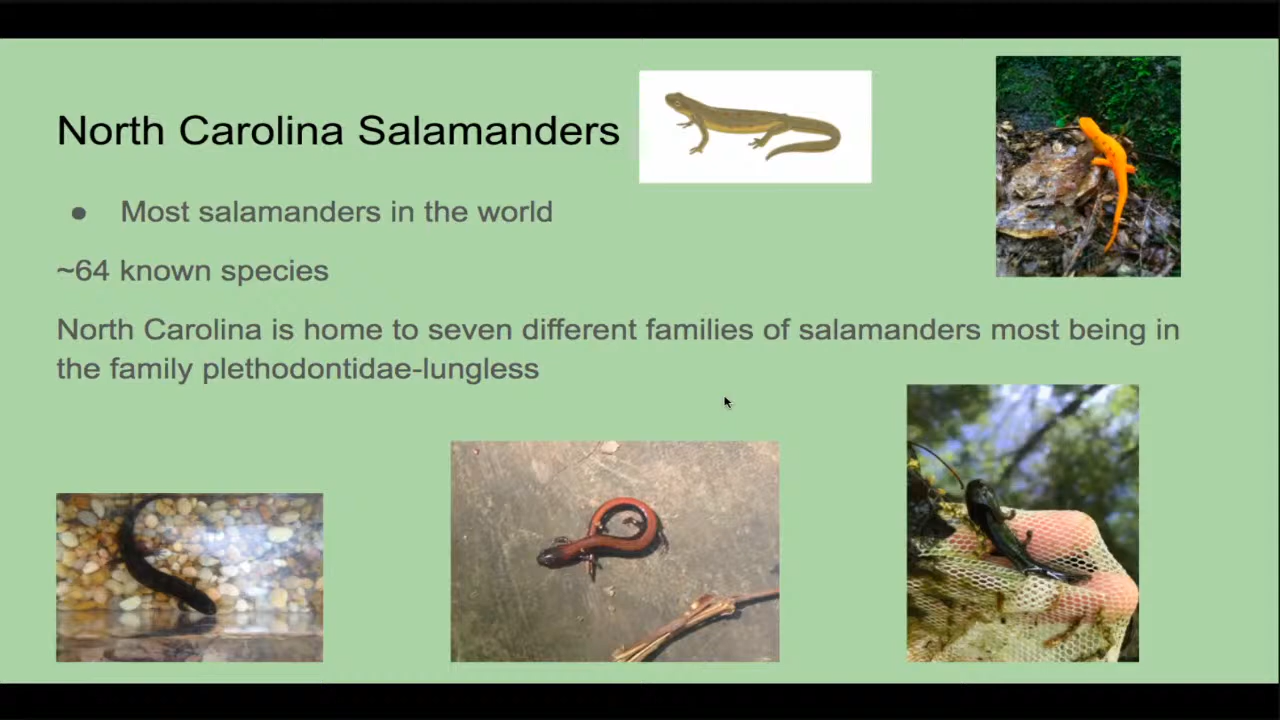 North Carolina Salamanders
● Most salamanders in the world
~64 known species
North Carolina is home to seven different families of salamanders most being in
the family plethodontidae-lungless